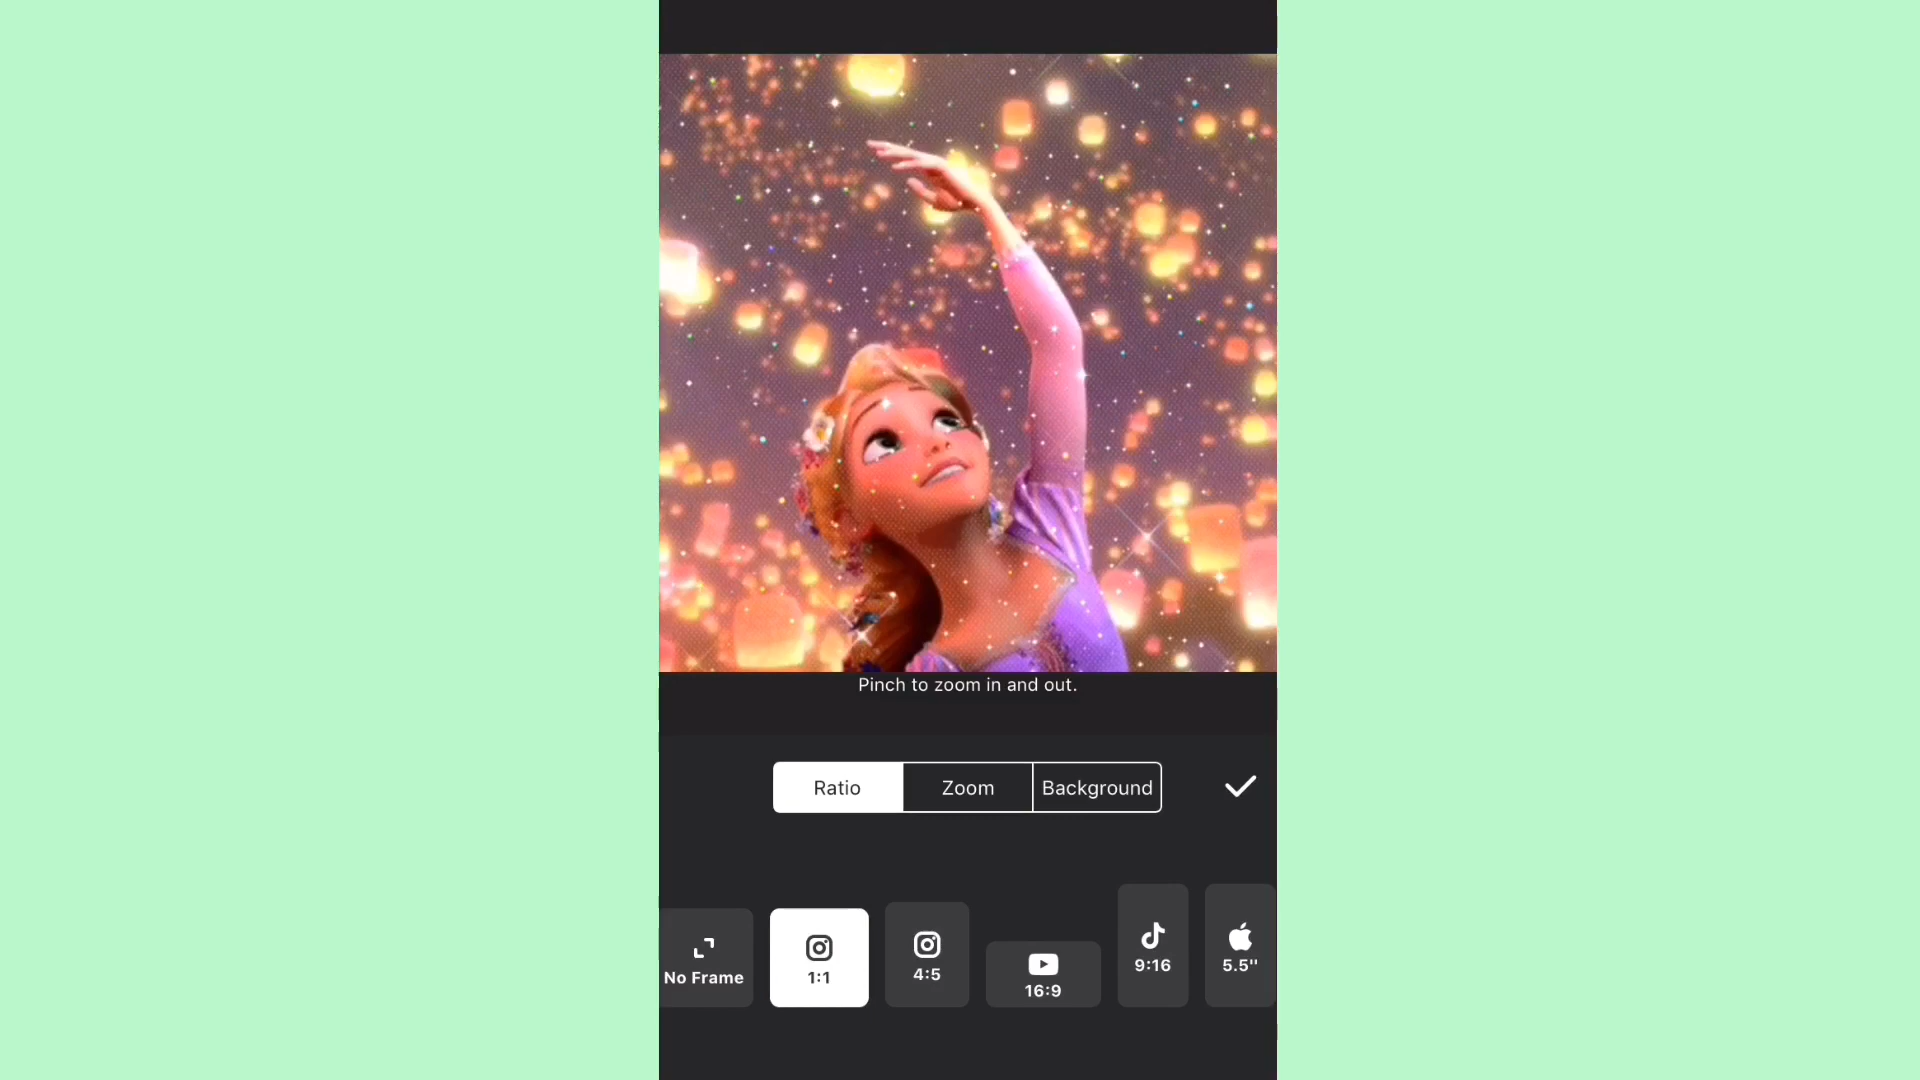 Pinch to zoom in and out.
Ratio
Zoom
Background
No Frame
1:1
4:5
16:9
9:16
5.5''